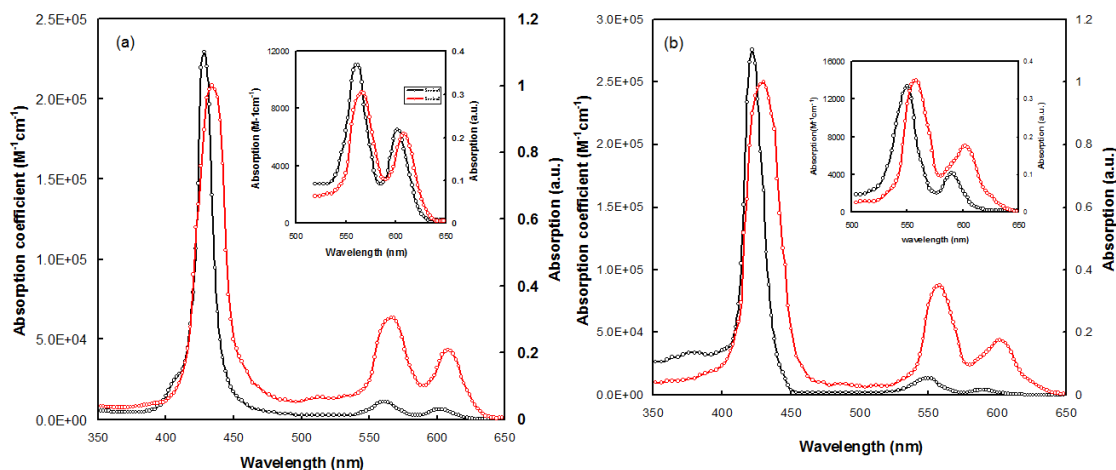 (a)
Absorption coefficient (M⁻¹cm⁻¹)
2.5E+05
2.0E+05
1.5E+05
1.0E+05
5.0E+04
0.0E+00
350 400 450 500 550 600 650
Wavelength (nm)
1.2
1
0.8
0.6
0.4
0.2
0
Absorption (a.u.)
Absorption (M-1cm⁻¹)
12000
8000
4000
0
500 550 600 650
Wavelength (nm)
0.4
0.3
0.2
0.1
0
Absorption (a.u.)
(b)
Absorption coefficient (M⁻¹cm⁻¹)
3.0E+05
2.5E+05
2.0E+05
1.5E+05
1.0E+05
5.0E+04
0.0E+00
350 400 450 500 550 600 650
Wavelength (nm)
1.2
1
0.8
0.6
0.4
0.2
0
Absorption (a.u.)
Absorption(M⁻¹cm⁻¹)
16000
12000
8000
4000
0
500 550 600 650
wavelength (nm)
0.4
0.3
0.2
0.1
0
Absorption (a.u.)